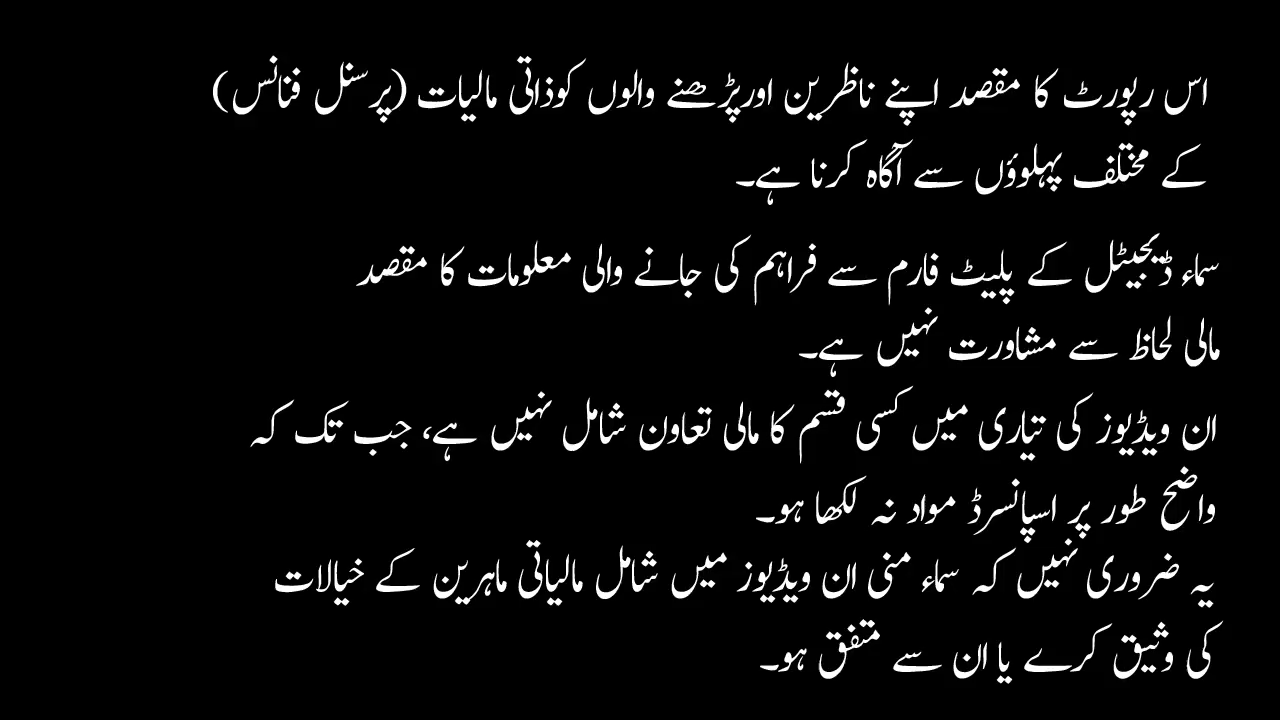 اس رپورٹ کا مقصد اپنے ناظرین اورپڑھنے والوں کوذاتی مالیات (پرسنل فنانس)
کے مختلف پہلوؤں سے آگاہ کرنا ہے۔
سماء ڈیجیٹل کے پلیٹ فارم سے فراہم کی جانے والی معلومات کا مقصد
مالی لحاظ سے مشاورت نہیں ہے۔
ان ویڈیوز کی تیاری میں کسی قسم کا مالی تعاون شامل نہیں ہے، جب تک کہ
واضح طور پر اسپانسرڈ مواد نہ لکھا ہو۔
یہ ضروری نہیں کہ سماء منی ان ویڈیوز میں شامل مالیاتی ماہرین کے خیالات
کی وثیق کرے یا ان سے متفق ہو۔